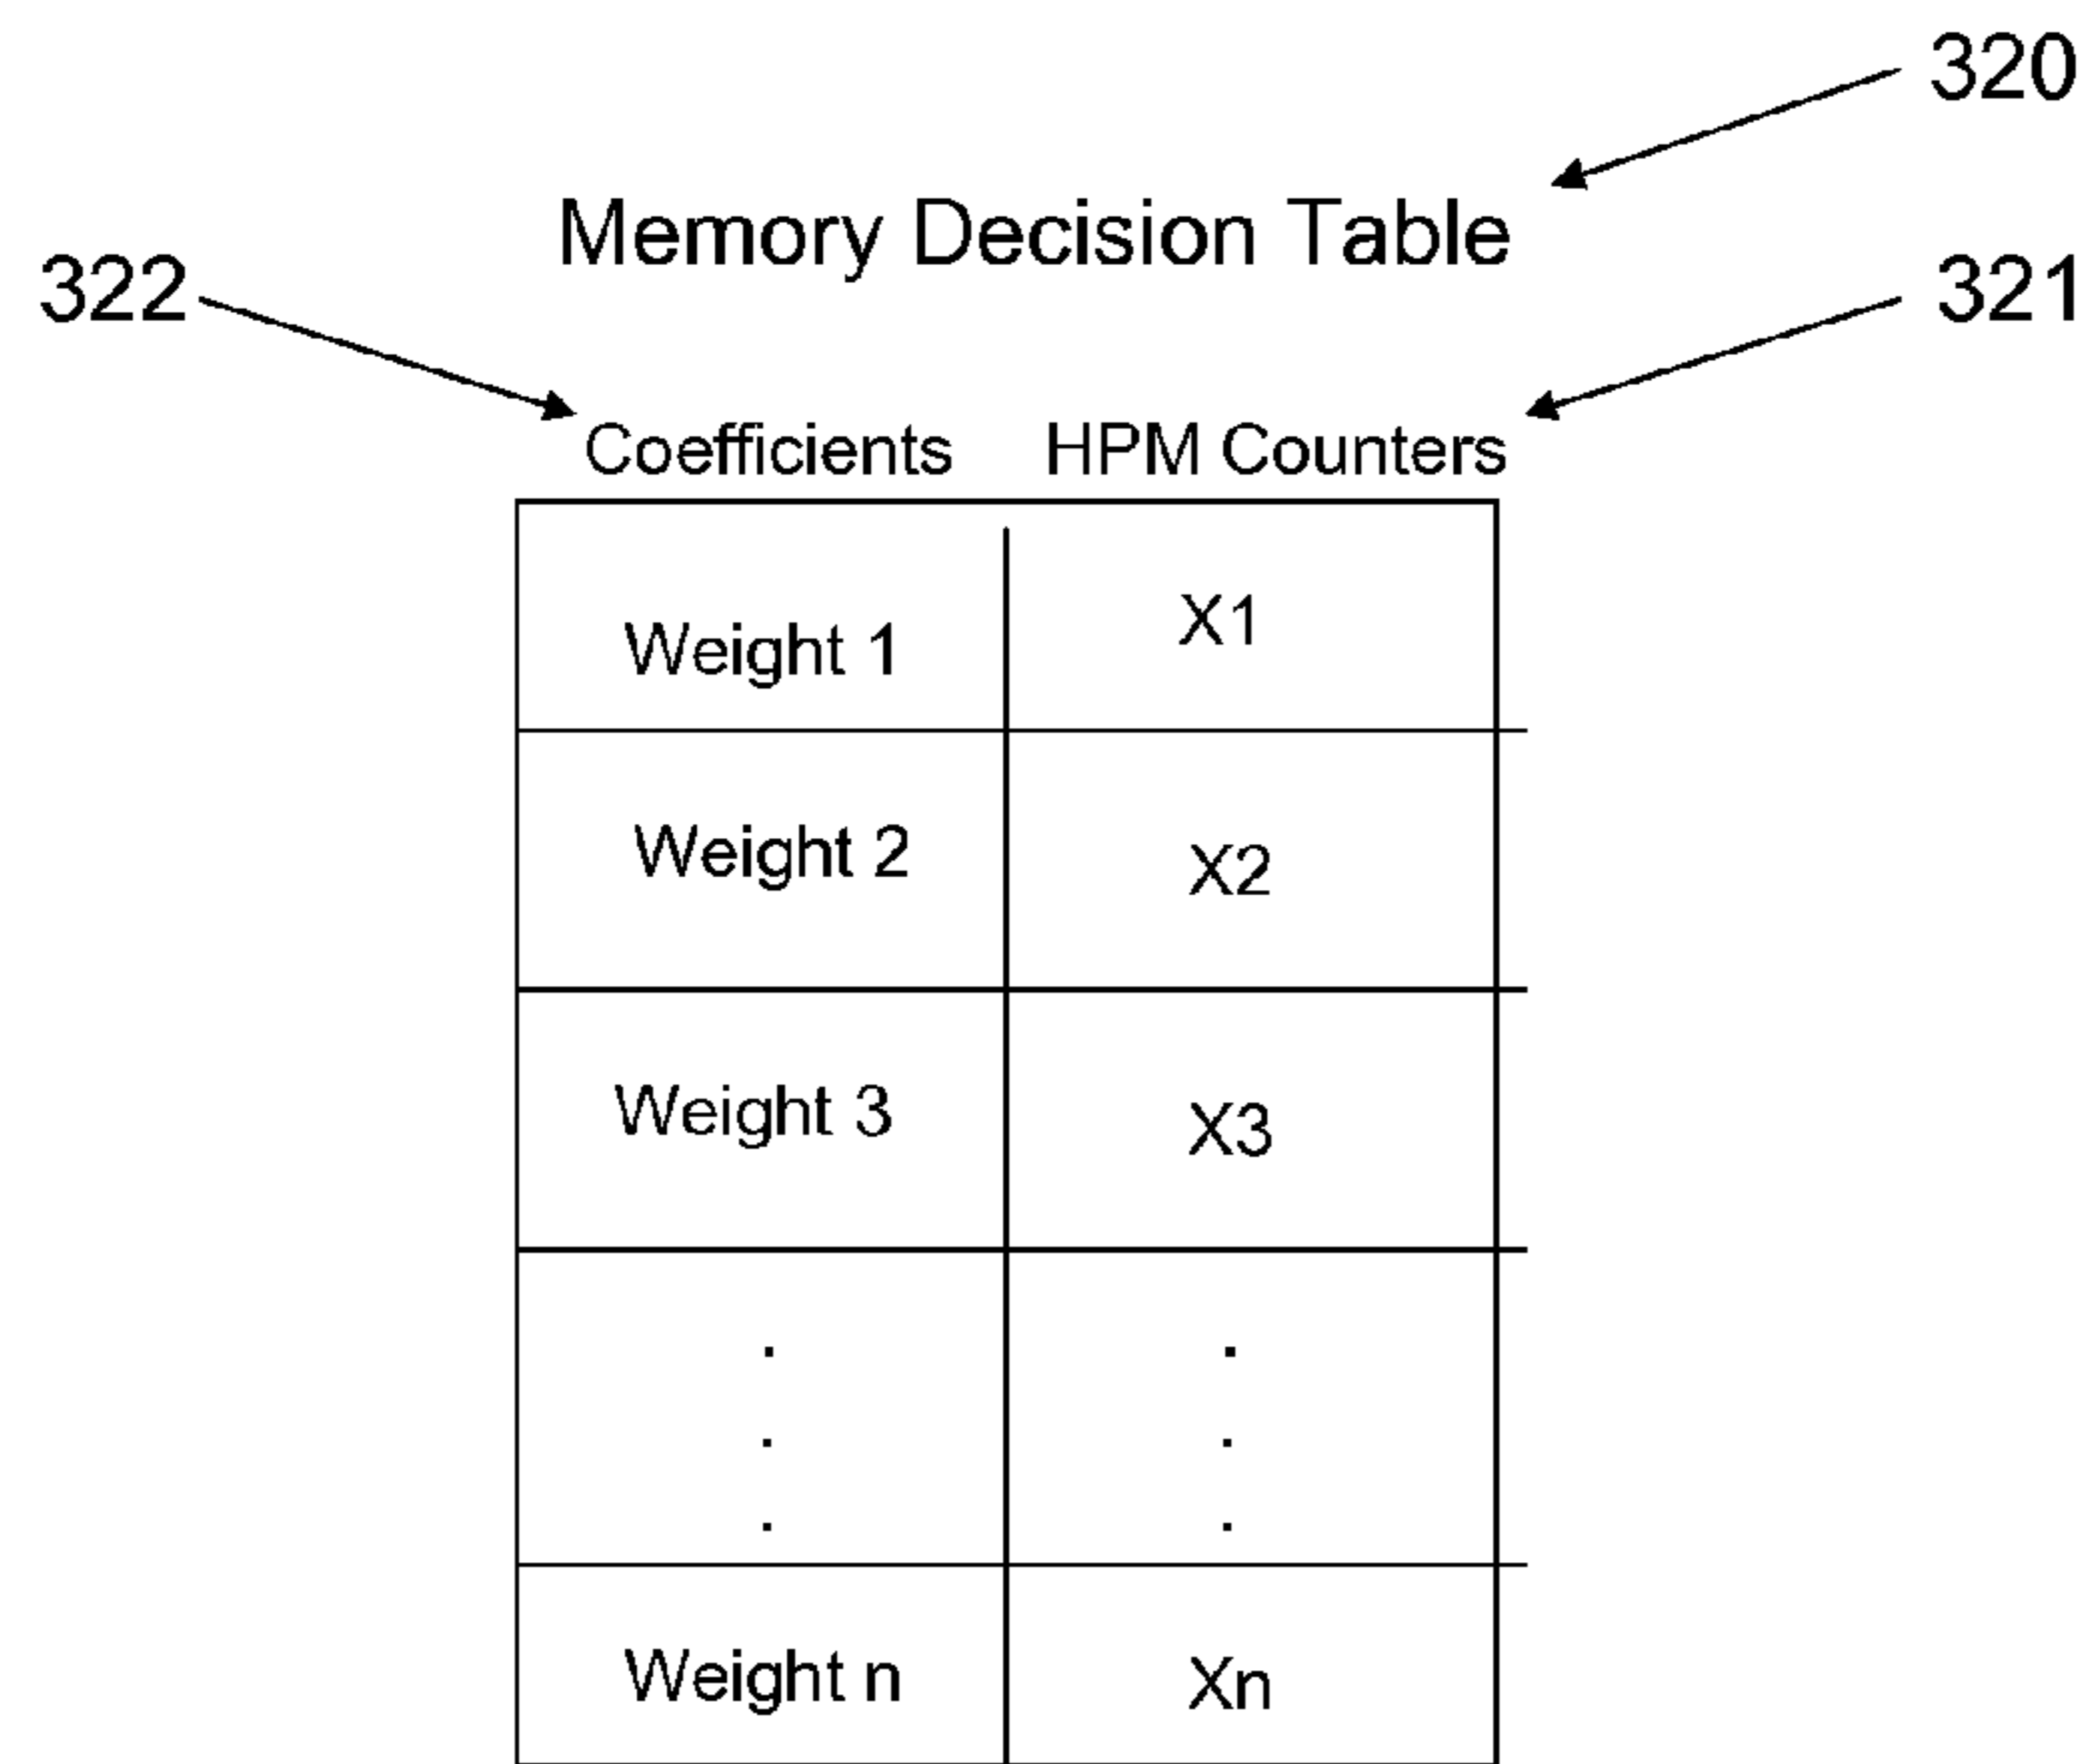 320
Memory Decision Table
322
321
Coefficients HPM Counters
Weight 1 X1
Weight 2 X2
Weight 3 X3
. .
. .
. .
Weight n Xn